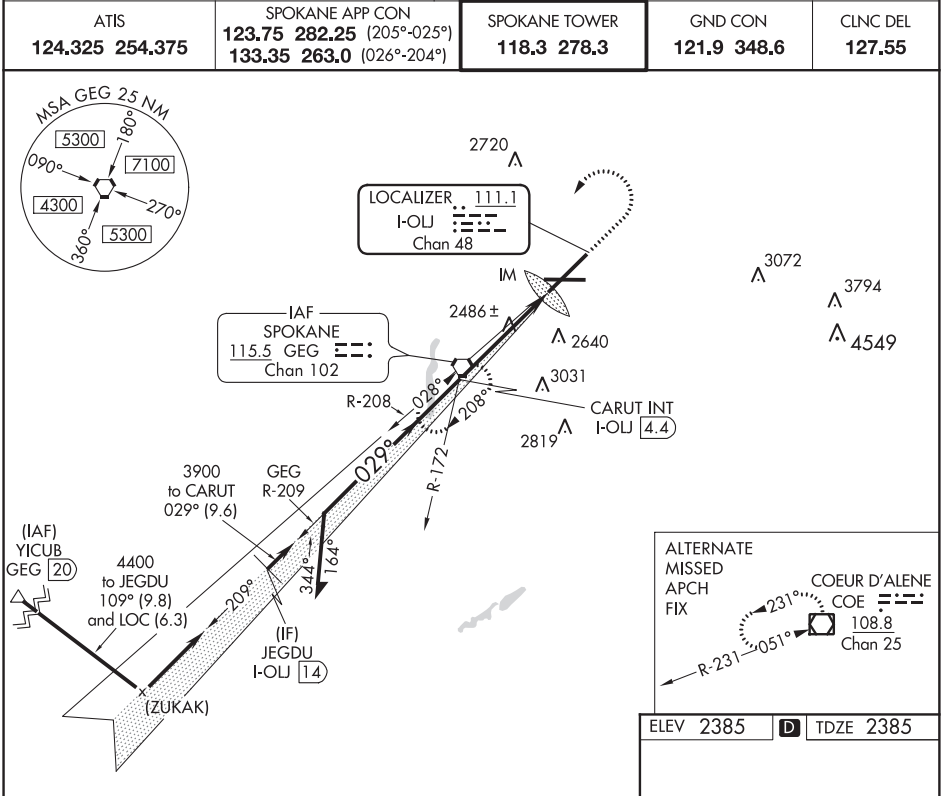 ATIS
124.325 254.375
SPOKANE APP CON
123.75 282.25 (205°-025°)
133.35 263.0 (026°-204°)
SPOKANE TOWER
118.3 278.3
GND CON
121.9 348.6
CLNC DEL
127.55
MSA GEG 25 NM
5300
180°
090°
7100
4300
270°
360°
5300
2720
LOCALIZER 111.1
I-OLJ
Chan 48
IM
3072
3794
4549
2486 ±
2640
IAF
SPOKANE
115.5 GEG
Chan 102
3031
R-208
028°
208°
CARUT INT
I-OLJ 4.4
2819
029°
R-172
3900
to CARUT
029° (9.6)
GEG
R-209
(IAF)
YICUB
GEG 20
4400
to JEGDU
109° (9.8)
and LOC (6.3)
209°
344°
164°
(IF)
JEGDU
I-OLJ 14
(ZUKAK)
ALTERNATE
MISSED
APCH
FIX
COEUR D'ALENE
COE
108.8
Chan 25
231°
R-231
051°
ELEV 2385 D TDZE 2385